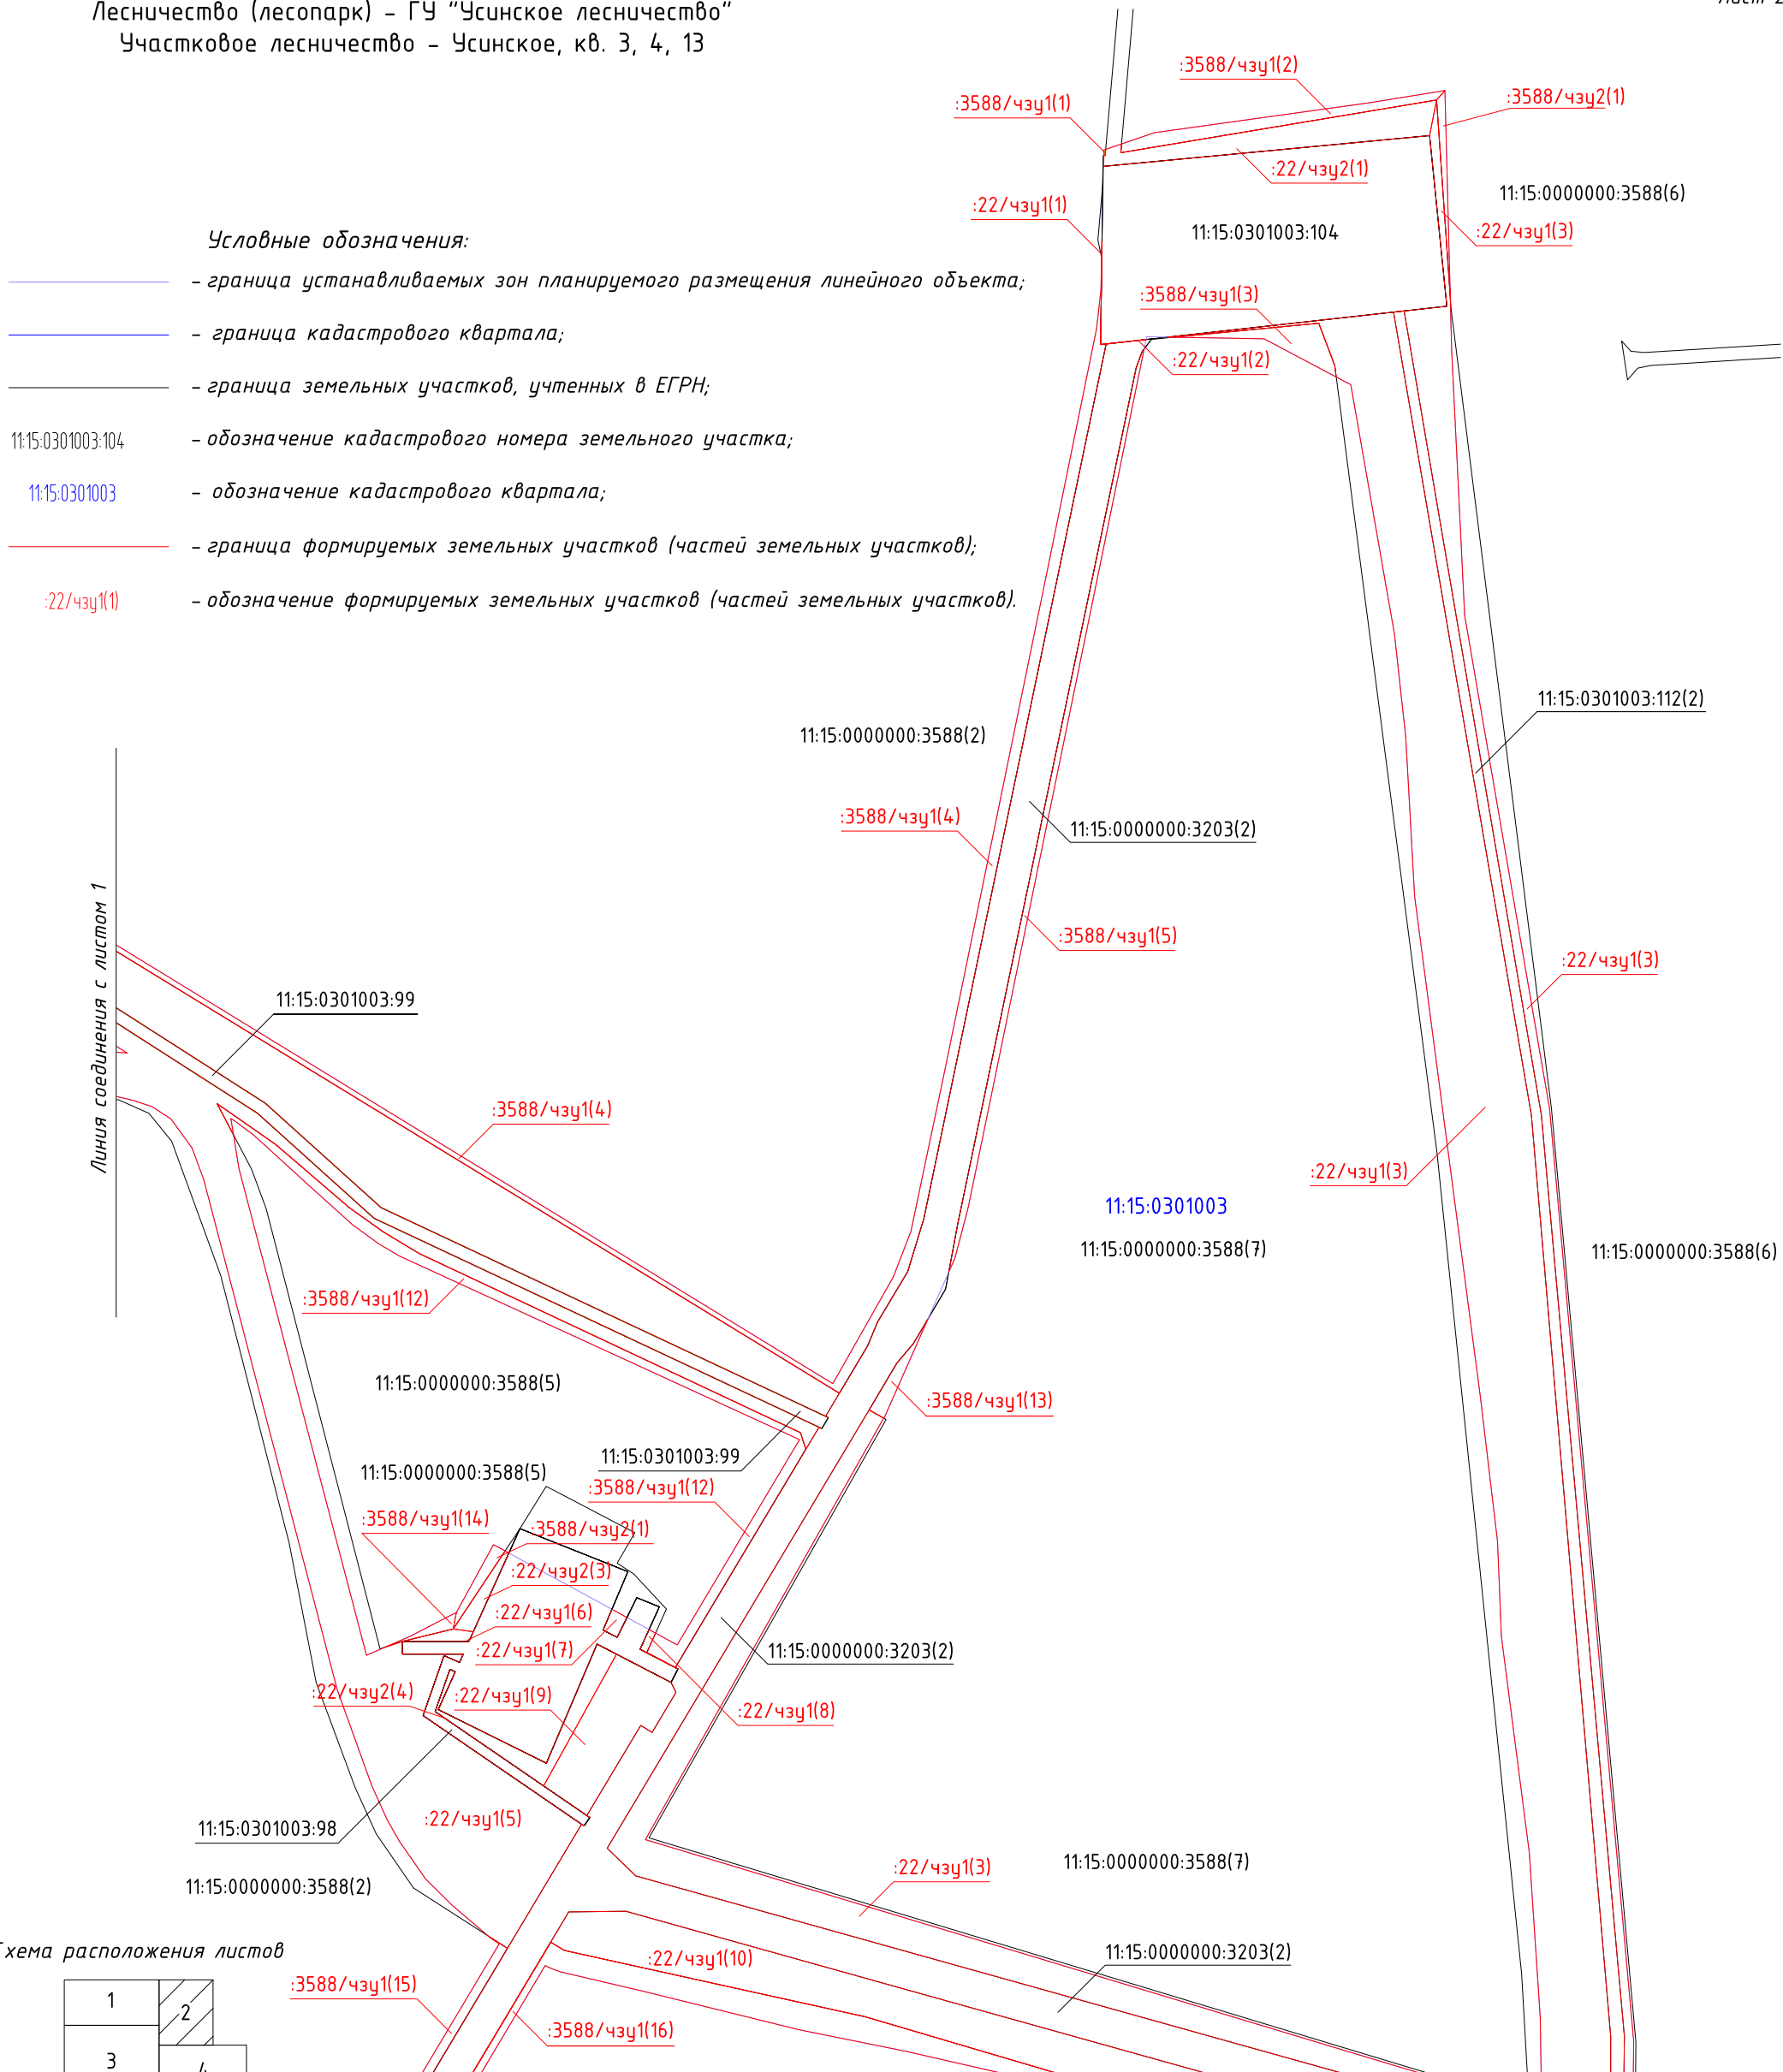 Лесничество (лесопарк) - ГУ "Усинское лесничество"
Лист 2
Участковое лесничество - Усинское, кв. 3, 4, 13
:3588/чзу1(2)
:3588/чзу1(1)
:3588/чзу2(1)
:22/чзу2(1)
11:15:0000000:3588(6)
:22/чзу1(1)
11:15:0301003:104
:22/чзу1(3)
Условные обозначения:
- граница устанавливаемых зон планируемого размещения линейного объекта;
:3588/чзу1(3)
- граница кадастрового квартала;
:22/чзу1(2)
- граница земельных участков, учтенных в ЕГРН;
11:15:0301003:104 - обозначение кадастрового номера земельного участка;
11:15:0301003 - обозначение кадастрового квартала;
- граница формируемых земельных участков (частей земельных участков);
:22/чзу1(1) - обозначение формируемых земельных участков (частей земельных участков).
11:15:0301003:112(2)
11:15:0000000:3588(2)
:3588/чзу1(4)
11:15:0000000:3203(2)
Линия соединения с листом 1
:3588/чзу1(5)
:22/чзу1(3)
11:15:0301003:99
:3588/чзу1(4)
:22/чзу1(3)
11:15:0301003
11:15:0000000:3588(7)
11:15:0000000:3588(6)
:3588/чзу1(12)
11:15:0000000:3588(5)
:3588/чзу1(13)
11:15:0301003:99
11:15:0000000:3588(5)
:3588/чзу1(12)
:3588/чзу1(14)
:3588/чзу2(1)
:22/чзу2(3)
:22/чзу1(6)
:22/чзу1(7)
11:15:0000000:3203(2)
:22/чзу2(4)
:22/чзу1(9)
:22/чзу1(8)
:22/чзу1(5)
11:15:0301003:98
11:15:0000000:3588(7)
:22/чзу1(3)
11:15:0000000:3588(2)
Схема расположения листов
11:15:0000000:3203(2)
:22/чзу1(10)
:3588/чзу1(15)
1
2
:3588/чзу1(16)
3
4